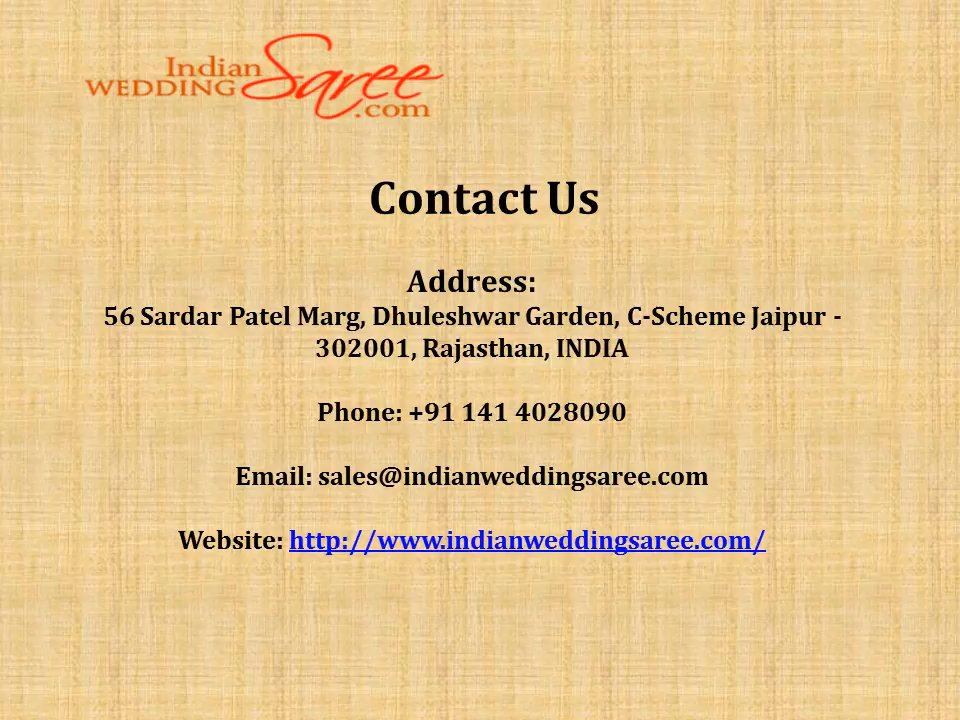 Indian
WEDDING Saree
.com
Contact Us
Address:
56 Sardar Patel Marg, Dhuleshwar Garden, C-Scheme Jaipur -
302001, Rajasthan, INDIA
Phone: +91 141 4028090
Email: sales@indianweddingsaree.com
Website: http://www.indianweddingsaree.com/